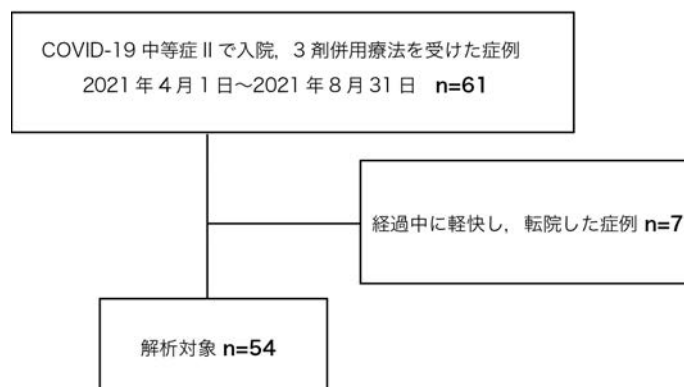 COVID-19 中等症 II で入院，3 剤併用療法を受けた症例
2021 年 4 月 1 日～2021 年 8 月 31 日　n=61
経過中に軽快し，転院した症例 n=7
解析対象 n=54